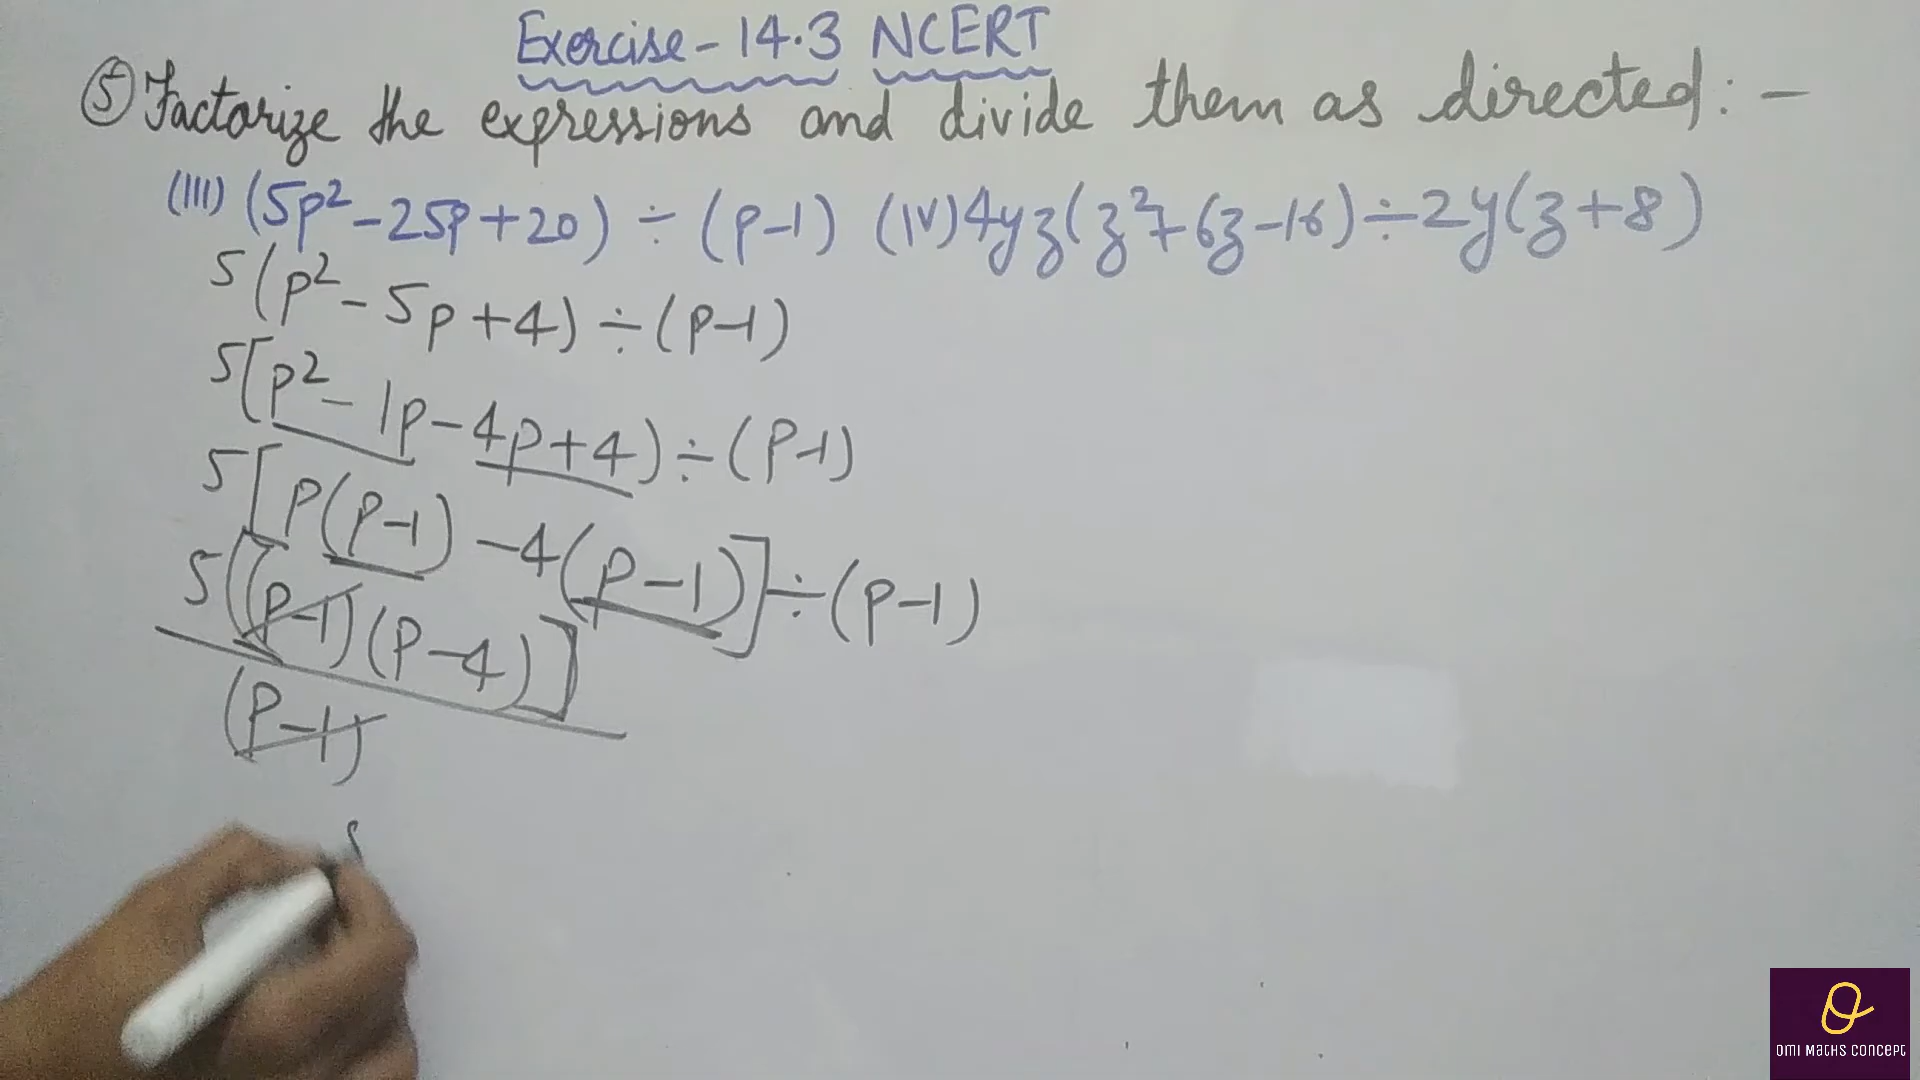 Exercise-14.3 NCERT
⑤ Factorize the expressions and divide them as directed:-
(III) (5p²-25p+20) ÷ (p-1) (IV) 4yz(z²+6z-16) ÷ 2y(z+8)
5(p²-5p+4) ÷ (p-1)
5[p²-1p-4p+4) ÷ (p-1)
5[p(p-1)-4(p-1)] ÷ (p-1)
5[(p-1)(p-4)]
(p-1)
OMI MATHS CONCEPT